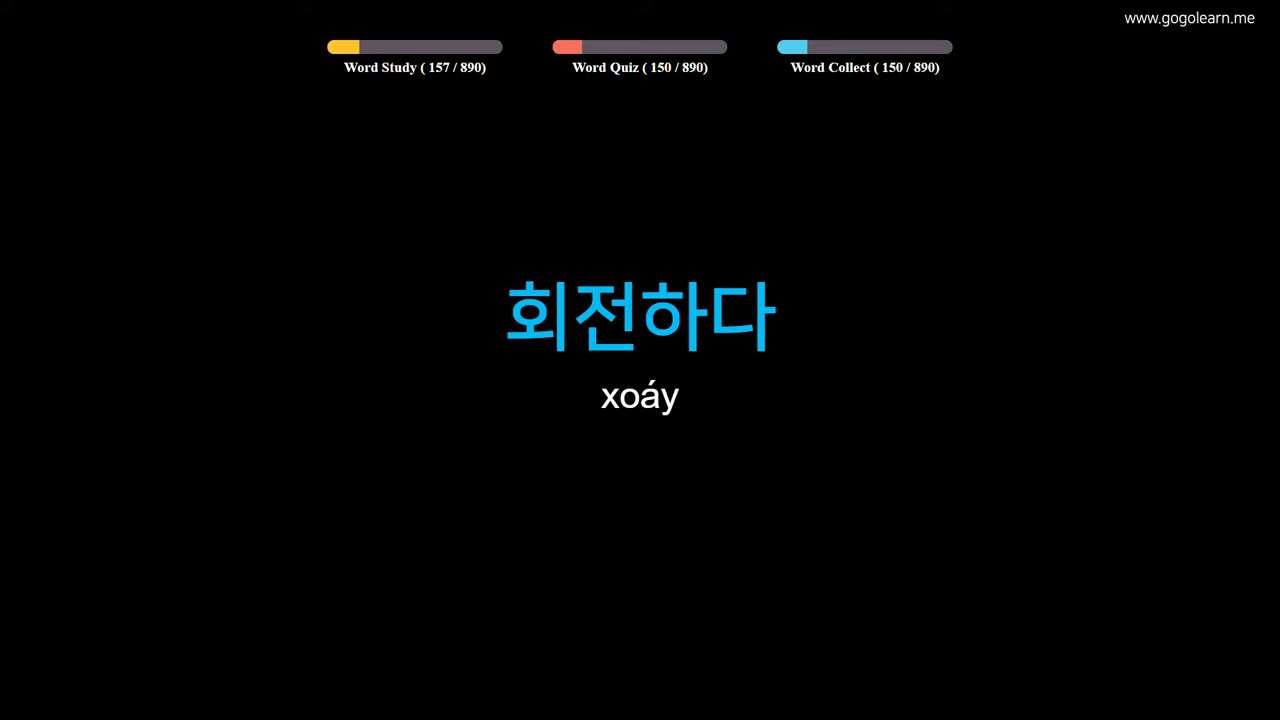 www.gogolearn.me
Word Study ( 157 / 890)
Word Quiz ( 150 / 890)
Word Collect ( 150 / 890)
회전하다
xoáy